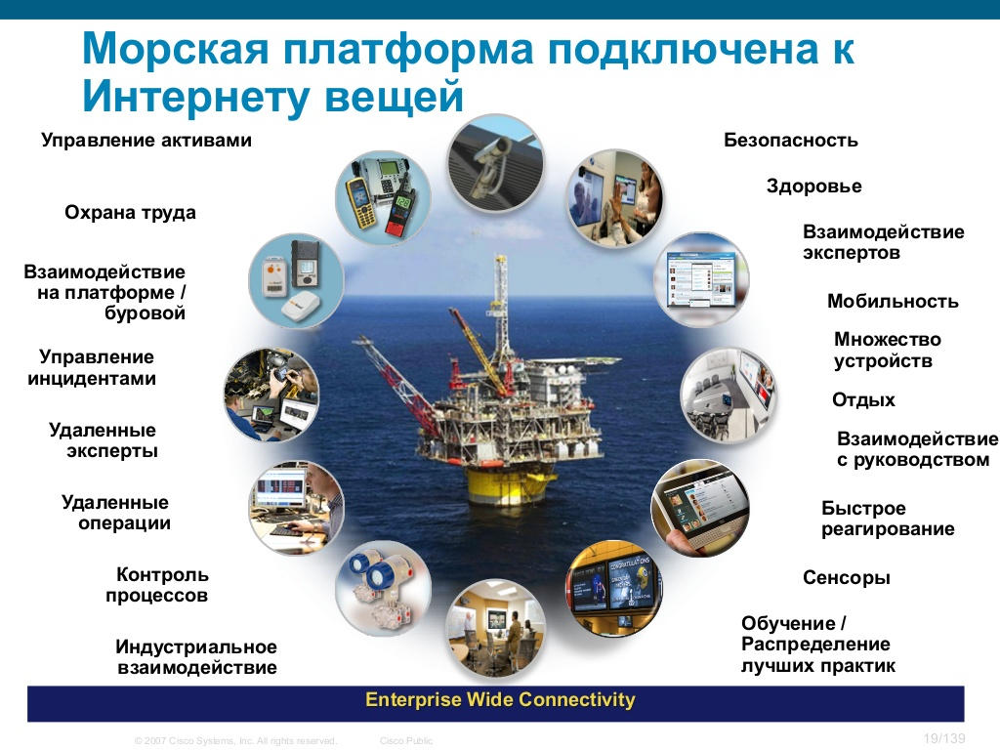 Морская платформа подключена к
Интернету вещей
Управление активами
Охрана труда
Взаимодействие
на платформе /
буровой
Управление
инцидентами
Удаленные
эксперты
Удаленные
операции
Контроль
процессов
Индустриальное
взаимодействие
Безопасность
Здоровье
Взаимодействие
экспертов
Мобильность
Множество
устройств
Отдых
Взаимодействие
с руководством
Быстрое
реагирование
Сенсоры
Обучение /
Распределение
лучших практик
CONGRATULATIONS
Enterprise Wide Connectivity
© 2007 Cisco Systems, Inc. All rights reserved.
Cisco Public
19/139